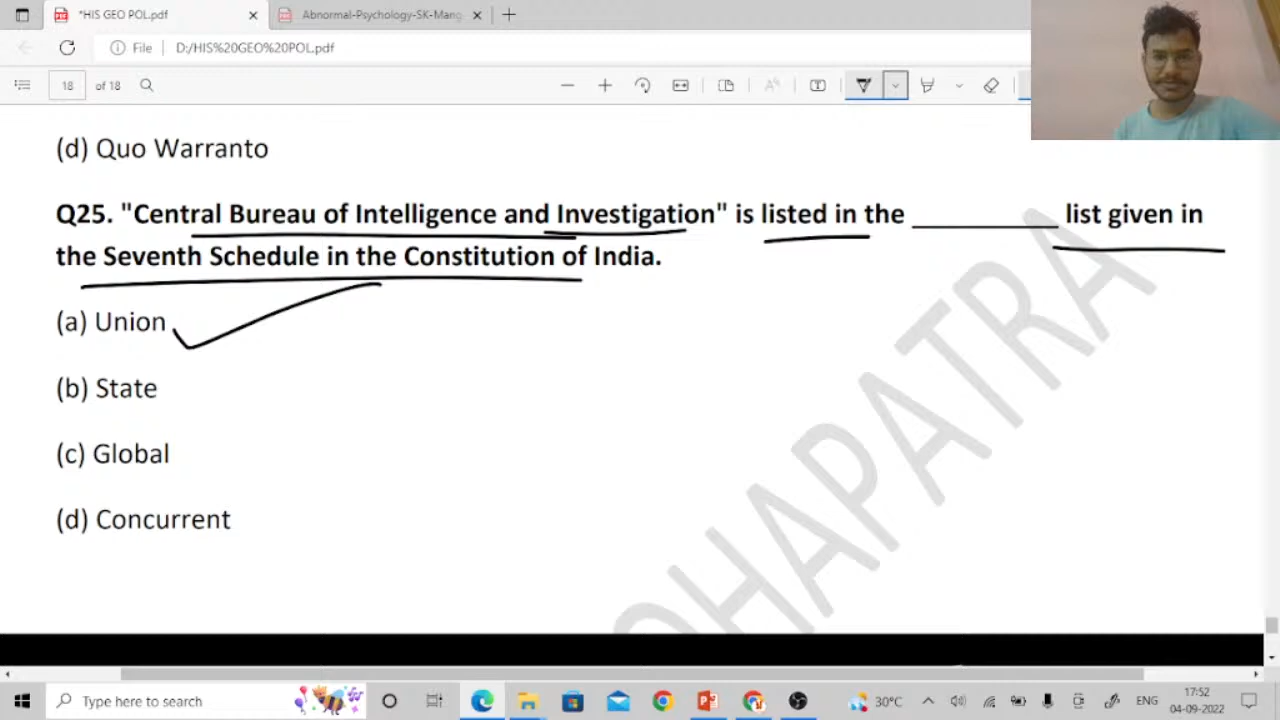 *HIS GEO POL.pdf
Abnormal-Psychology-SK-Mang
File D:/HIS%20GEO%20POL.pdf
18 of 18
(d) Quo Warranto
Q25. "Central Bureau of Intelligence and Investigation" is listed in the __________ list given in
the Seventh Schedule in the Constitution of India.
(a) Union
(b) State
(c) Global
(d) Concurrent
Type here to search
30°C
ENG
17:52
04-09-2022